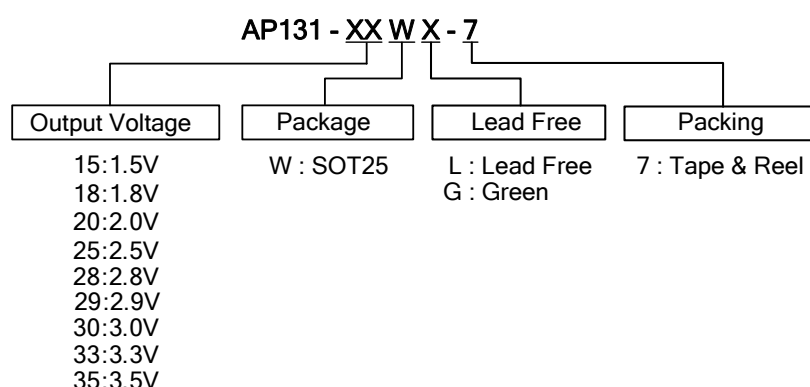 AP131 - XX W X - 7
Output Voltage
15:1.5V
18:1.8V
20:2.0V
25:2.5V
28:2.8V
29:2.9V
30:3.0V
33:3.3V
35:3.5V
Package
W : SOT25
Lead Free
L : Lead Free
G : Green
Packing
7 : Tape & Reel